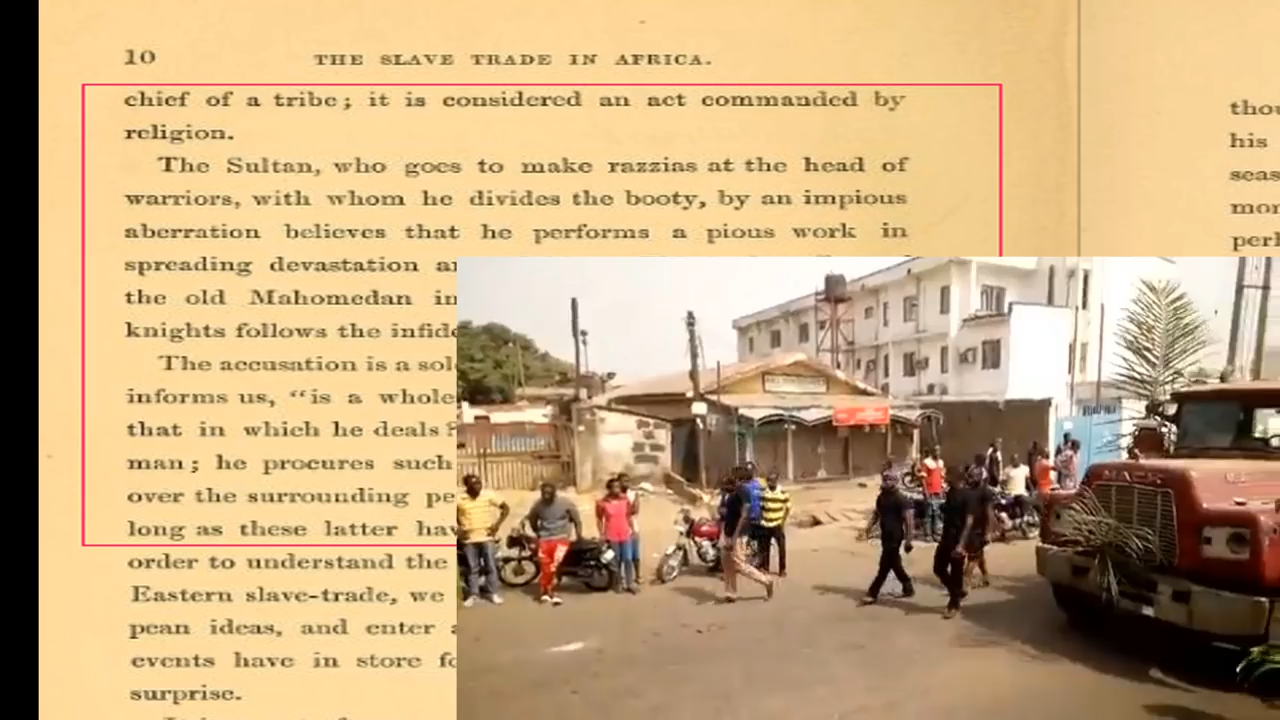 10 THE SLAVE TRADE IN AFRICA.
chief of a tribe; it is considered an act commanded by
religion.
The Sultan, who goes to make razzias at the head of
warriors, with whom he divides the booty, by an impious
aberration believes that he performs a pious work in
spreading devastation
the old Mahomedan
knights follows the
The accusation is a
informs us, "is a
that in which he deals
man; he procures such
over the surrounding
long as these latter
order to understand the
Eastern slave-trade, we
ideas, and enter
events have in store
surprise.
his
MACK